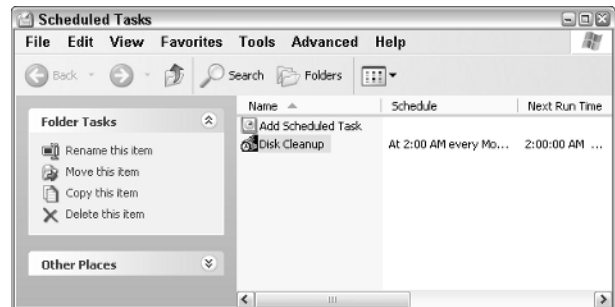 Scheduled Tasks
File Edit View Favorites Tools Advanced Help
Back Search Folders
Folder Tasks
Rename this item
Move this item
Copy this item
Delete this item
Other Places
Name Schedule Next Run Time
Add Scheduled Task
Disk Cleanup At 2:00 AM every Mo... 2:00:00 AM ...